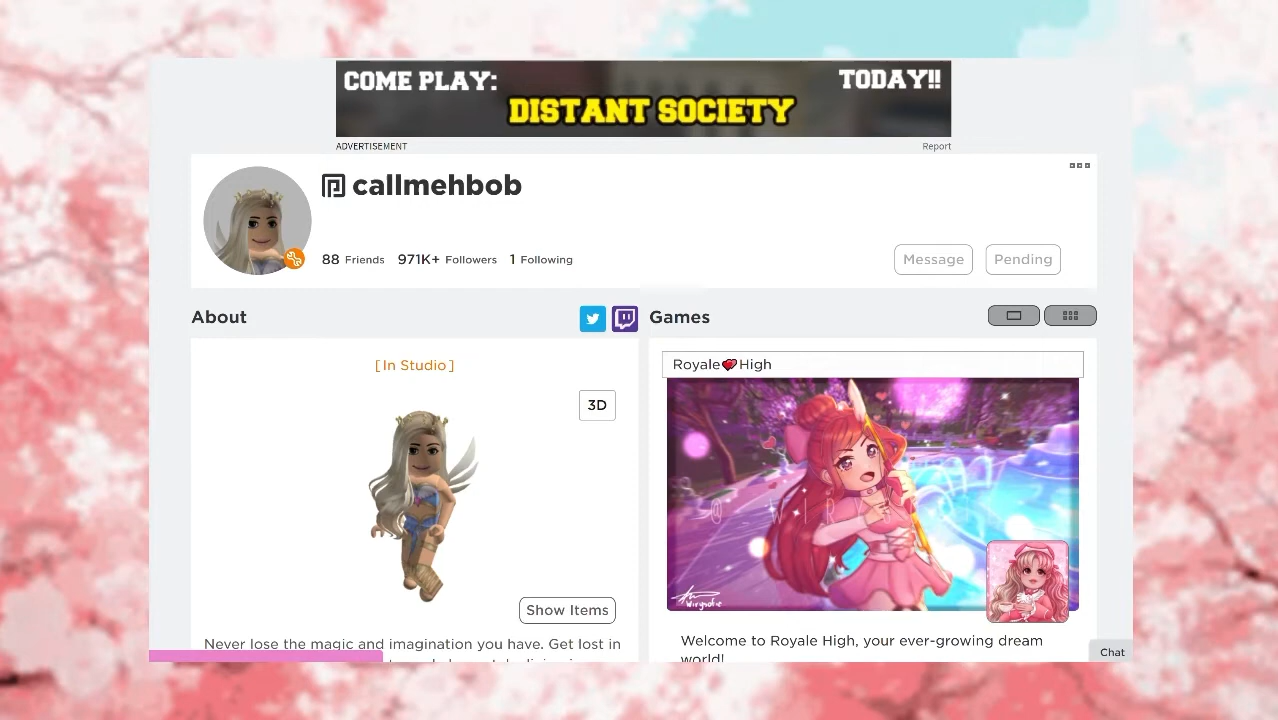 COME PLAY:
TODAY!!
DISTANT SOCIETY
ADVERTISEMENT
Report
callmehbob
88 Friends 971K+ Followers 1 Following
Message
Pending
About
Games
[ In Studio ]
Royale High
3D
@ WIRY
Wirynotie
Show Items
Never lose the magic and imagination you have. Get lost in
Welcome to Royale High, your ever-growing dream
world!
Chat